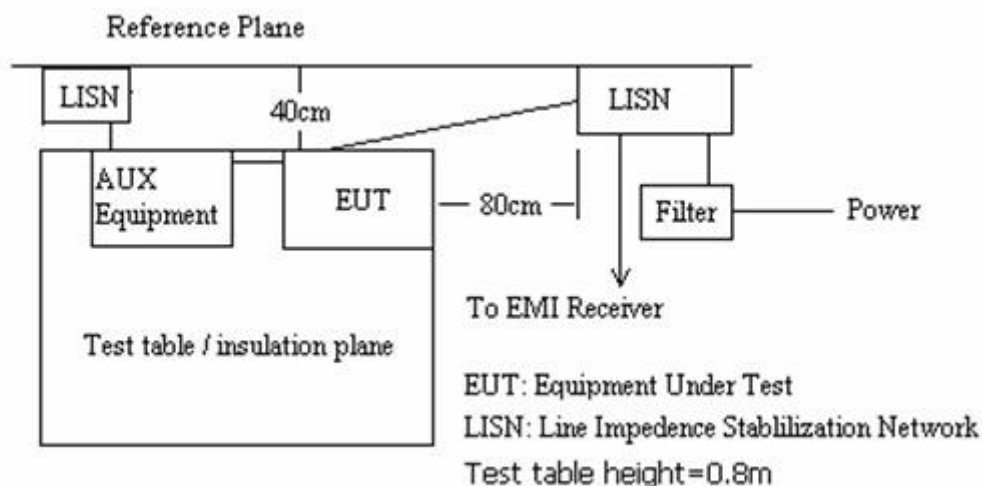 Reference Plane
LISN
40cm
LISN
AUX
Equipment
EUT
80cm
Filter
Power
To EMI Receiver
Test table / insulation plane
EUT: Equipment Under Test
LISN: Line Impedence Stablilization Network
Test table height=0.8m